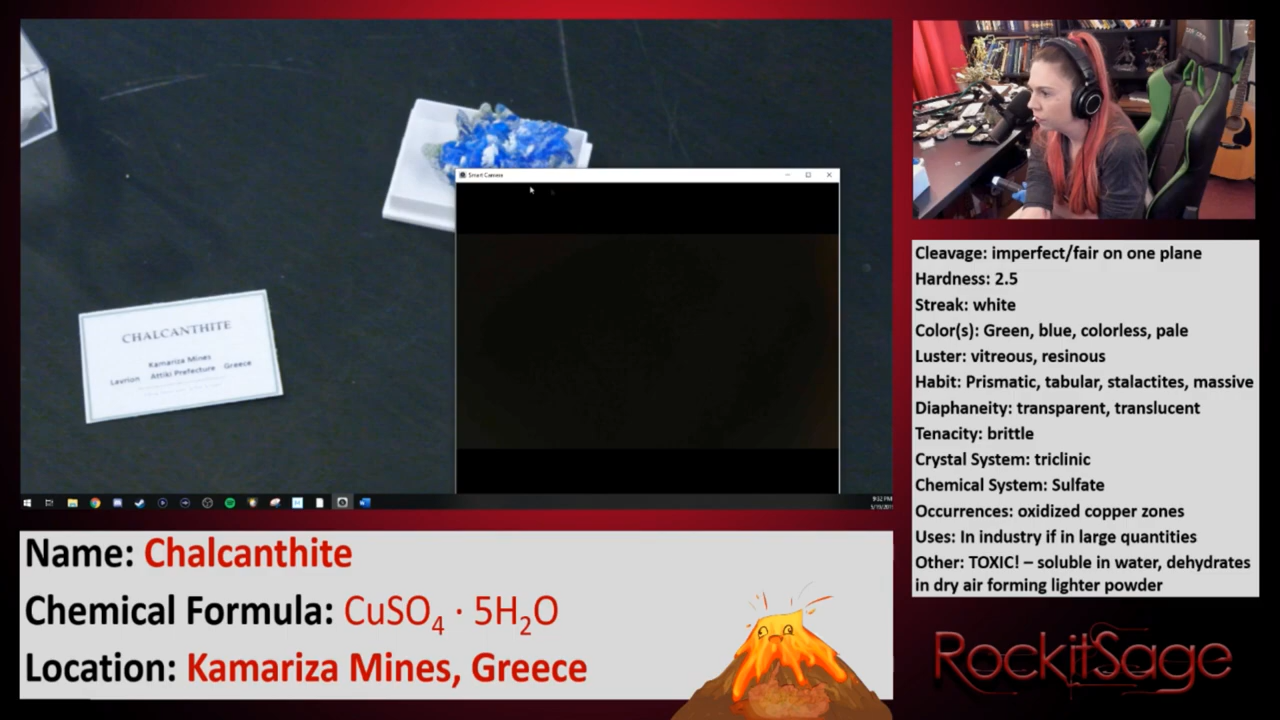 CHALCANTHITE
Kamariza Mines
Lavrion Attiki Prefecture Greece
Smart Camera
9:32 PM
Name: Chalcanthite
Chemical Formula: CuSO4 · 5H2O
Location: Kamariza Mines, Greece
Cleavage: imperfect/fair on one plane
Hardness: 2.5
Streak: white
Color(s): Green, blue, colorless, pale
Luster: vitreous, resinous
Habit: Prismatic, tabular, stalactites, massive
Diaphaneity: transparent, translucent
Tenacity: brittle
Crystal System: triclinic
Chemical System: Sulfate
Occurrences: oxidized copper zones
Uses: In industry if in large quantities
Other: TOXIC! – soluble in water, dehydrates
in dry air forming lighter powder
RockitSage